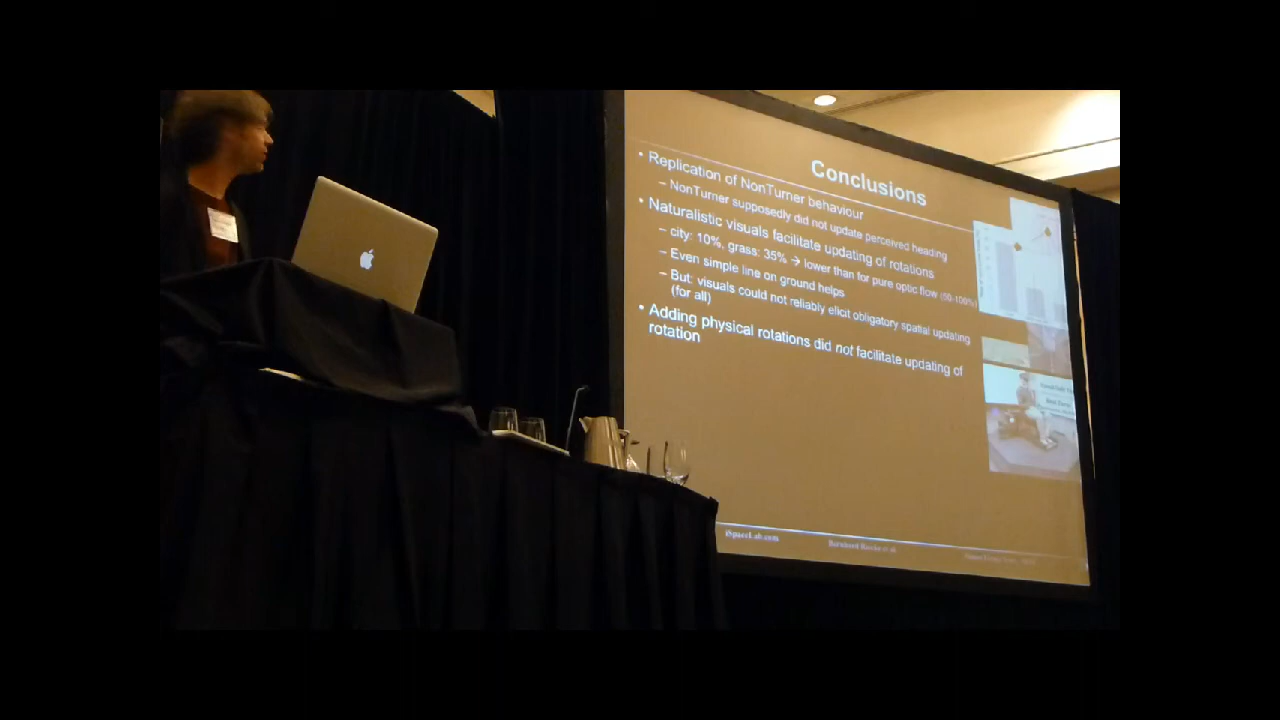 Conclusions
• Replication of NonTurner behaviour
– NonTurner supposedly did not update perceived heading
• Naturalistic visuals facilitate updating of rotations
– city: 10%, grass: 35% → lower than for pure optic flow (50-100%)
– Even simple line on ground helps
– But: visuals could not reliably elicit obligatory spatial updating
(for all)
• Adding physical rotations did not facilitate updating of
rotation
iSpaceLab.com